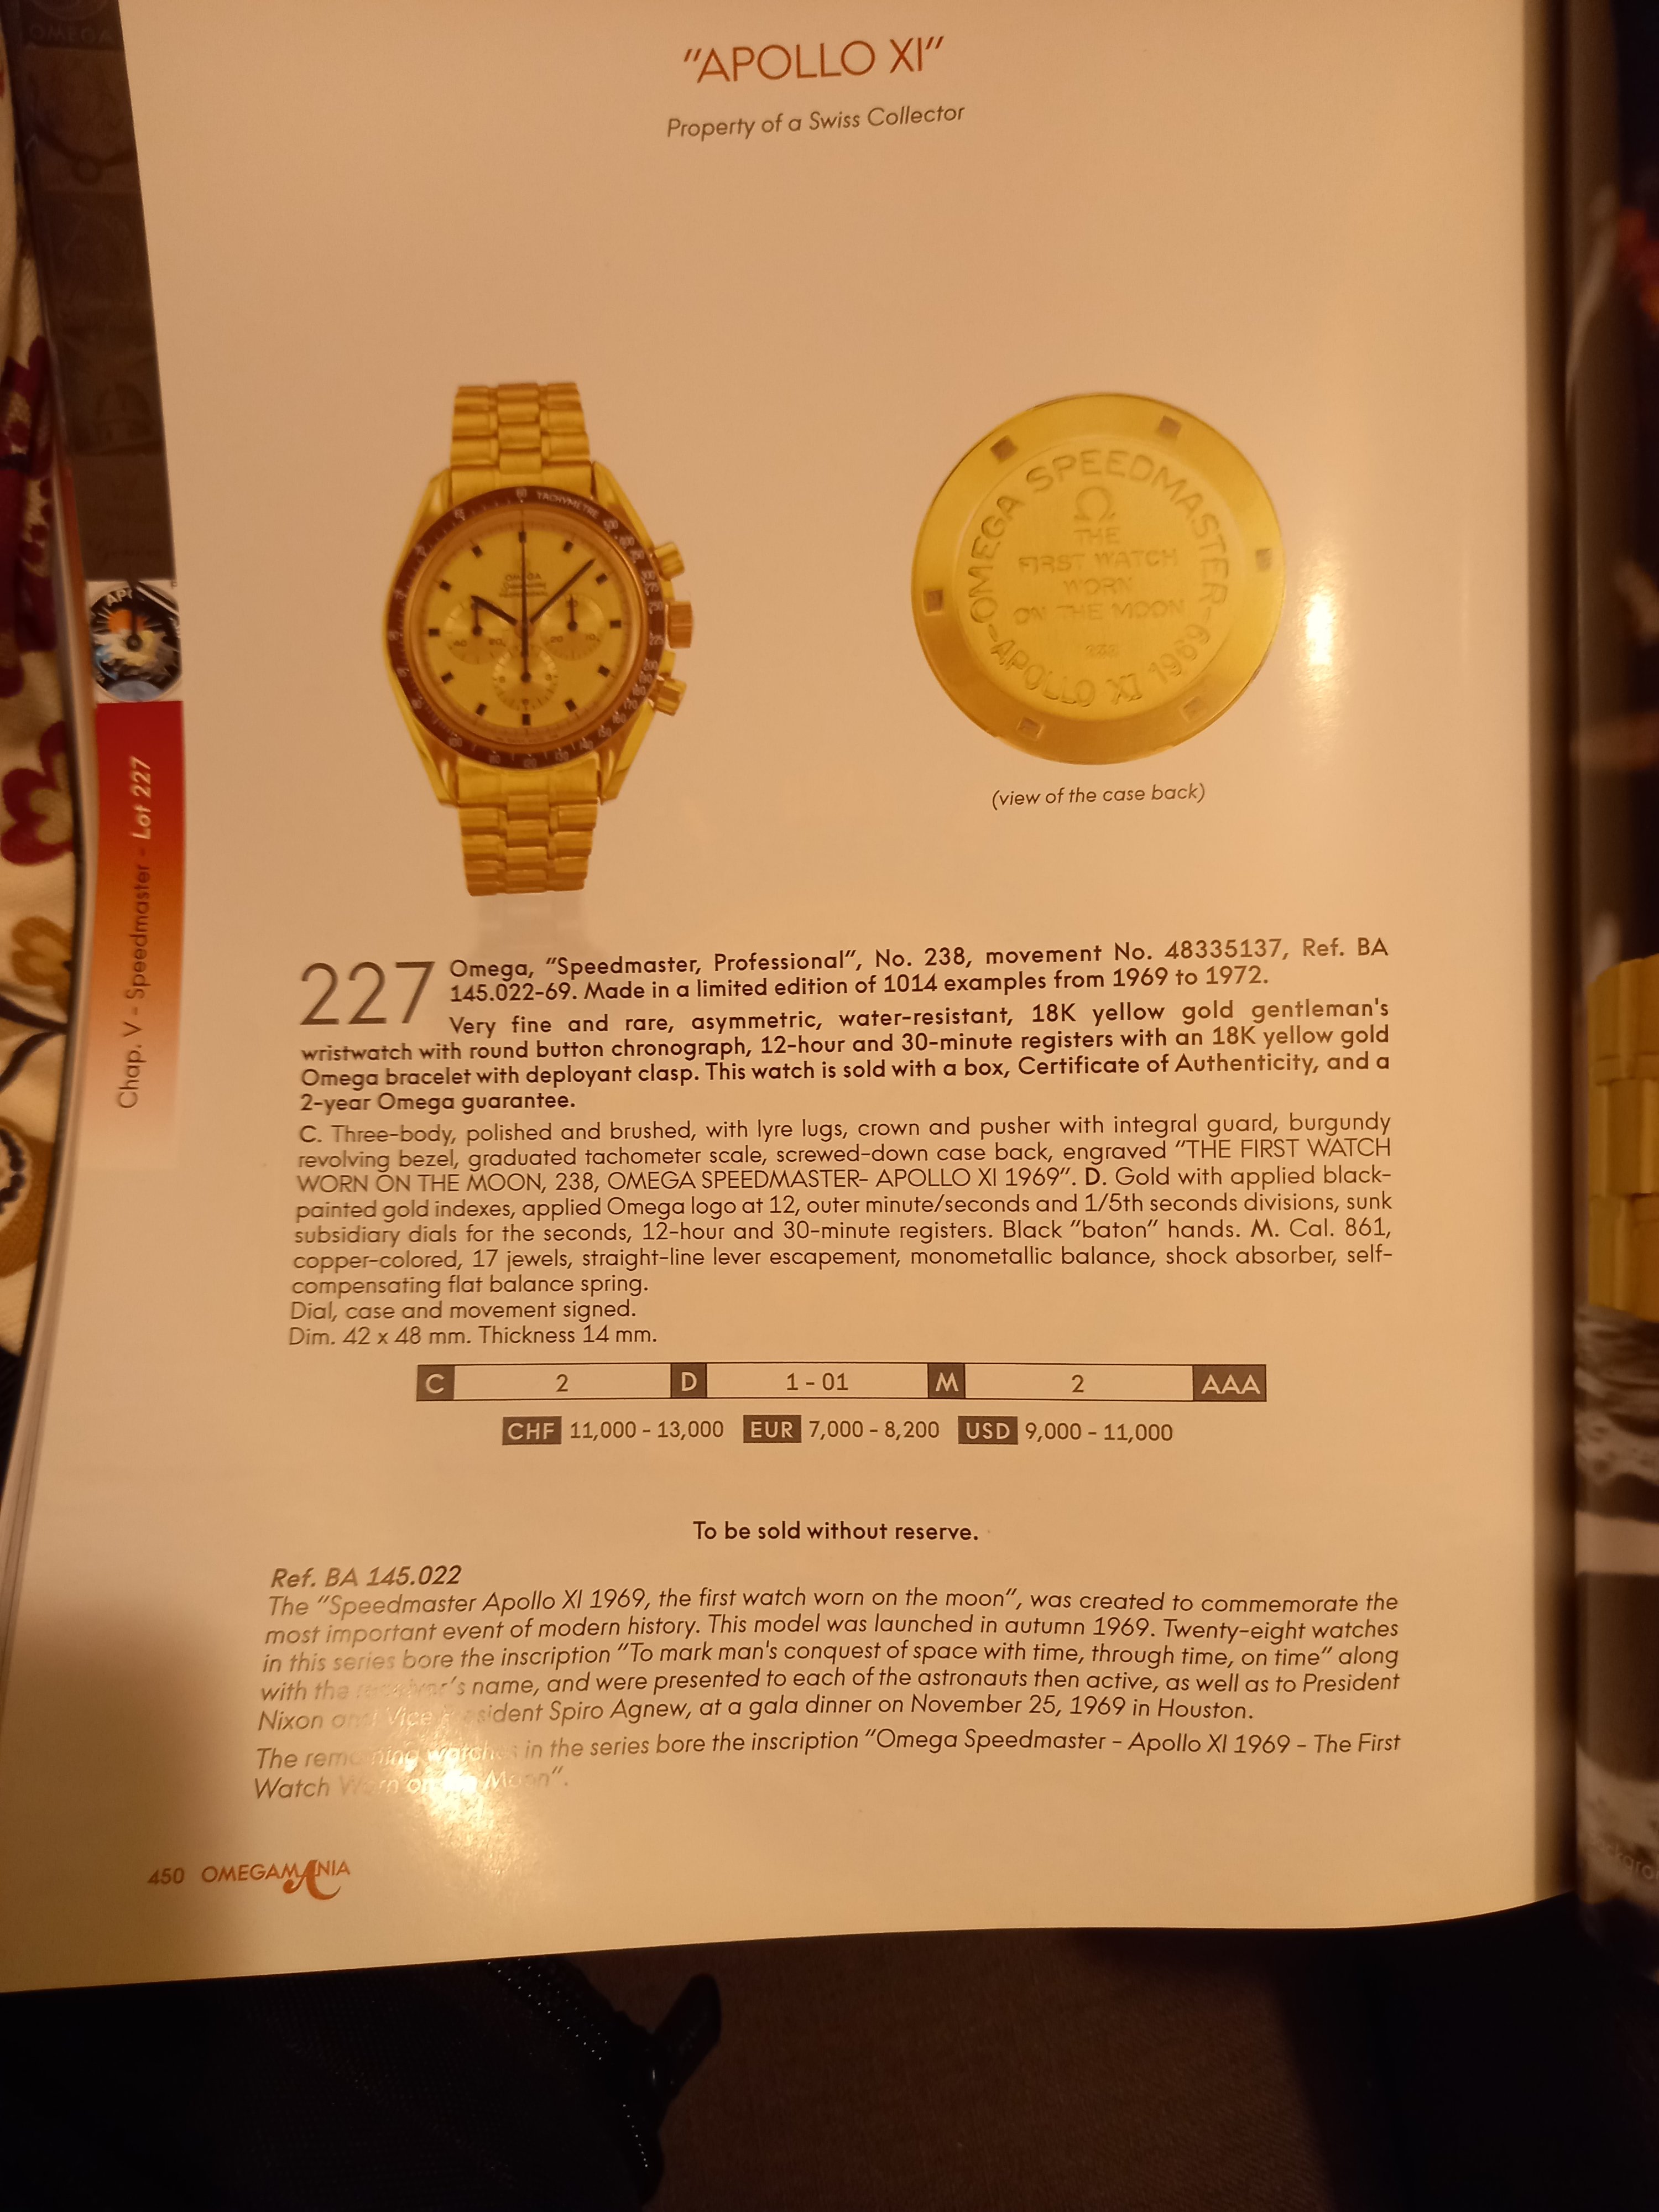 "APOLLO XI"
Property of a Swiss Collector
TACHYMÈTRE
OMEGA
OMEGA SPEEDMASTER
Ω
THE
FIRST WATCH
WORN
ON THE MOON
-APOLLO XI 1969-
(view of the case back)
Chap. V - Speedmaster - Lot 227
227 Omega, "Speedmaster, Professional", No. 238, movement No. 48335137, Ref. BA
145.022-69. Made in a limited edition of 1014 examples from 1969 to 1972.
Very fine and rare, asymmetric, water-resistant, 18K yellow gold gentleman's
wristwatch with round button chronograph, 12-hour and 30-minute registers with an 18K yellow gold
Omega bracelet with deployant clasp. This watch is sold with a box, Certificate of Authenticity, and a
2-year Omega guarantee.
C. Three-body, polished and brushed, with lyre lugs, crown and pusher with integral guard, burgundy
revolving bezel, graduated tachometer scale, screwed-down case back, engraved "THE FIRST WATCH
WORN ON THE MOON, 238, OMEGA SPEEDMASTER- APOLLO XI 1969". D. Gold with applied black-
painted gold indexes, applied Omega logo at 12, outer minute/seconds and 1/5th seconds divisions, sunk
subsidiary dials for the seconds, 12-hour and 30-minute registers. Black "baton" hands. M. Cal. 861,
copper-colored, 17 jewels, straight-line lever escapement, monometallic balance, shock absorber, self-
compensating flat balance spring.
Dial, case and movement signed.
Dim. 42 x 48 mm. Thickness 14 mm.
C 2 D 1 - 01 M 2 AAA
CHF 11,000 - 13,000 EUR 7,000 - 8,200 USD 9,000 - 11,000
To be sold without reserve.
Ref. BA 145.022
The "Speedmaster Apollo XI 1969, the first watch worn on the moon", was created to commemorate the
most important event of modern history. This model was launched in autumn 1969. Twenty-eight watches
in this series bore the inscription "To mark man's conquest of space with time, through time, on time" along
with the name, and were presented to each of the astronauts then active, as well as to President
Nixon and Vice President Spiro Agnew, at a gala dinner on November 25, 1969 in Houston.
The remaining watches in the series bore the inscription "Omega Speedmaster - Apollo XI 1969 - The First
Watch Worn on the Moon".
450 OMEGAMANIA